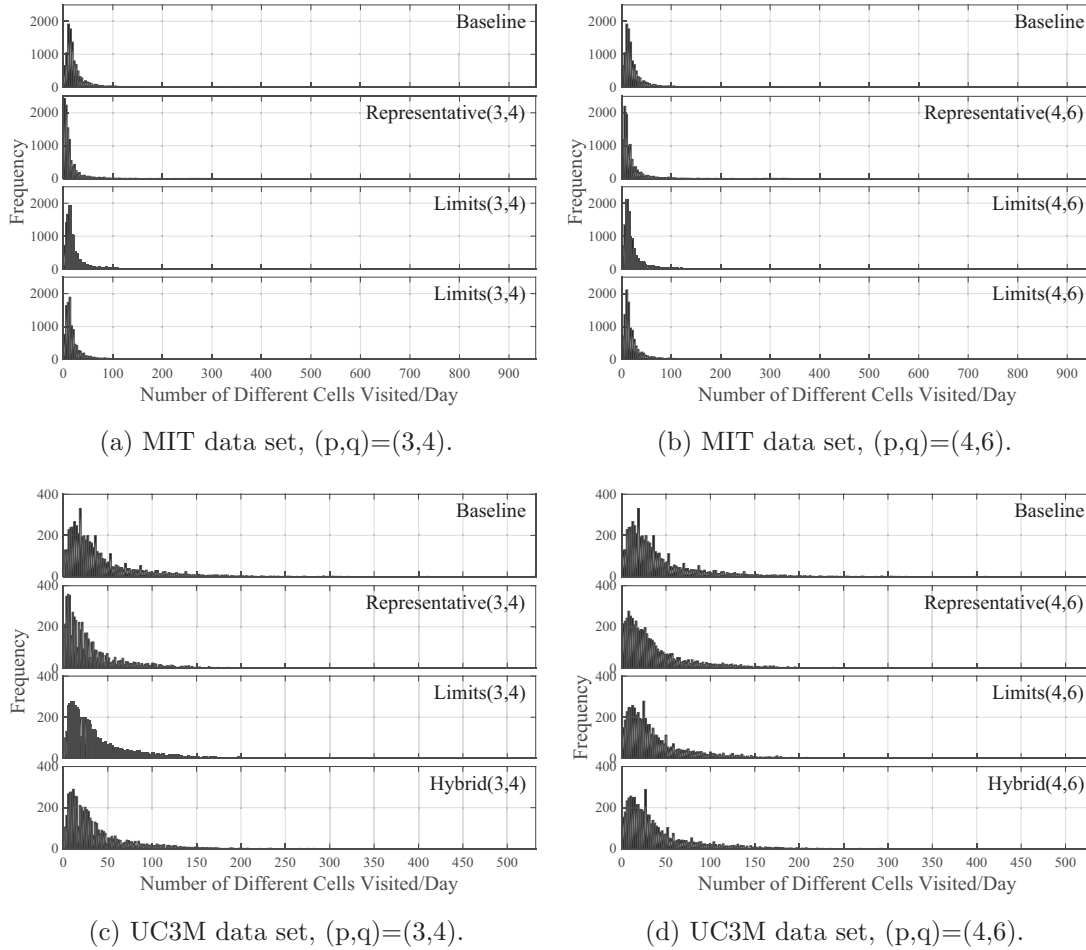 Baseline
2000
1000
0
Representative(3,4)
2000
1000
0
Limits(3,4)
2000
1000
0
Limits(3,4)
2000
1000
0
Frequency
0 100 200 300 400 500 600 700 800 900
Number of Different Cells Visited/Day
(a) MIT data set, (p,q)=(3,4).
Baseline
2000
1000
0
Representative(4,6)
2000
1000
0
Limits(4,6)
2000
1000
0
Limits(4,6)
2000
1000
0
Frequency
0 100 200 300 400 500 600 700 800 900
Number of Different Cells Visited/Day
(b) MIT data set, (p,q)=(4,6).
400
Baseline
200
0
400
Representative(3,4)
200
0
400
Limits(3,4)
200
0
400
Hybrid(3,4)
200
0
Frequency
0 50 100 150 200 250 300 350 400 450 500
Number of Different Cells Visited/Day
(c) UC3M data set, (p,q)=(3,4).
400
Baseline
200
0
400
Representative(4,6)
200
0
400
Limits(4,6)
200
0
400
Hybrid(4,6)
200
0
Frequency
0 50 100 150 200 250 300 350 400 450 500
Number of Different Cells Visited/Day
(d) UC3M data set, (p,q)=(4,6).